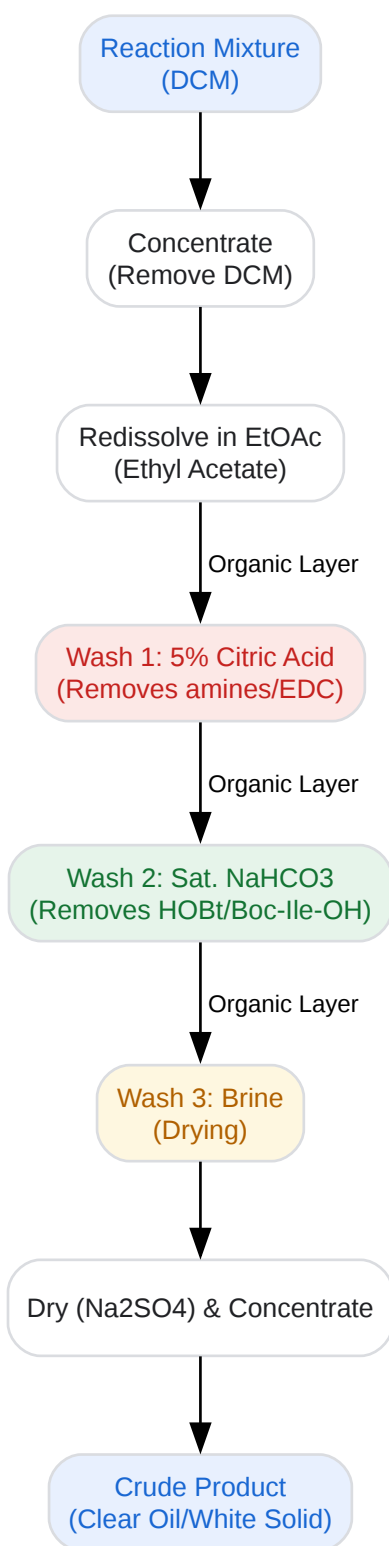 Reaction Mixture
(DCM)
Concentrate
(Remove DCM)
Redissolve in EtOAc
(Ethyl Acetate)
Organic Layer
Wash 1: 5% Citric Acid
(Removes amines/EDC)
Organic Layer
Wash 2: Sat. NaHCO3
(Removes HOBt/Boc-Ile-OH)
Organic Layer
Wash 3: Brine
(Drying)
Dry (Na2SO4) & Concentrate
Crude Product
(Clear Oil/White Solid)